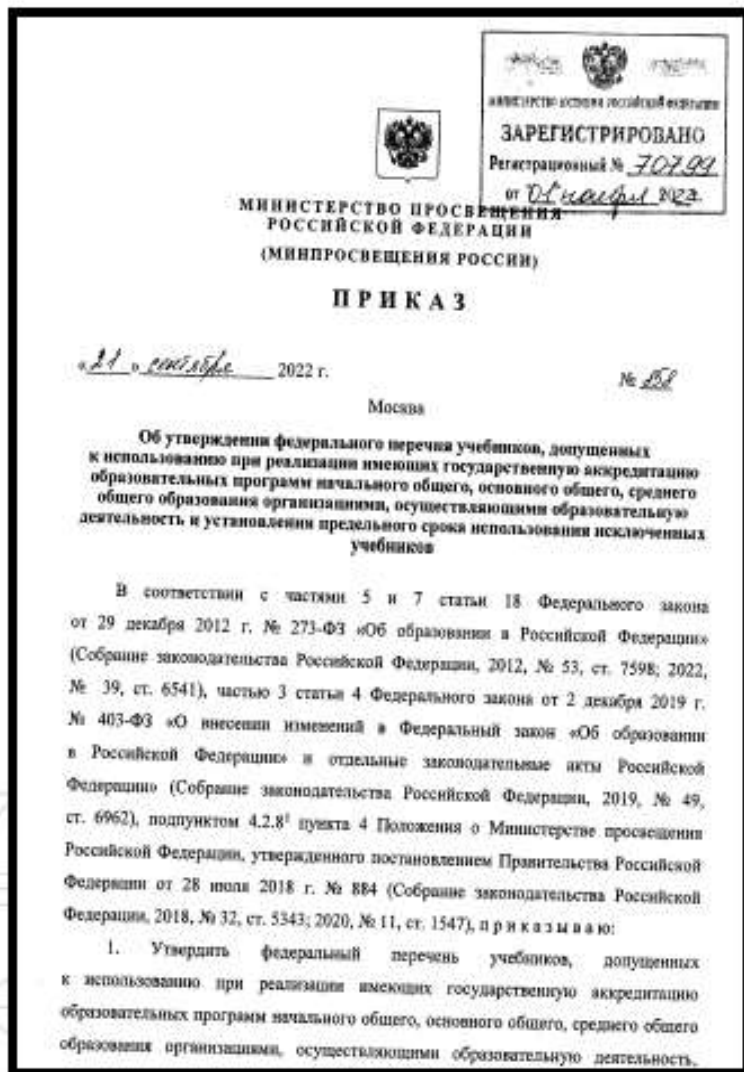 МИНИСТЕРСТВО ЮСТИЦИИ РОССИЙСКОЙ ФЕДЕРАЦИИ
ЗАРЕГИСТРИРОВАНО
Регистрационный № 70799
от 01 ноября 2022.
МИНИСТЕРСТВО ПРОСВЕЩЕНИЯ
РОССИЙСКОЙ ФЕДЕРАЦИИ
(МИНПРОСВЕЩЕНИЯ РОССИИ)
ПРИКАЗ
«21» сентября 2022 г.
№ 858
Москва
Об утверждении федерального перечня учебников, допущенных
к использованию при реализации имеющих государственную аккредитацию
образовательных программ начального общего, основного общего, среднего
общего образования организациями, осуществляющими образовательную
деятельность и установления предельного срока использования исключенных
учебников
В соответствии с частями 5 и 7 статьи 18 Федерального закона
от 29 декабря 2012 г. № 273-ФЗ «Об образовании в Российской Федерации»
(Собрание законодательства Российской Федерации, 2012, № 53, ст. 7598; 2022,
№ 39, ст. 6541), частью 3 статьи 4 Федерального закона от 2 декабря 2019 г.
№ 403-ФЗ «О внесении изменений в Федеральный закон «Об образовании
в Российской Федерации» и отдельные законодательные акты Российской
Федерации» (Собрание законодательства Российской Федерации, 2019, № 49,
ст. 6962), подпунктом 4.2.8¹ пункта 4 Положения о Министерстве просвещения
Российской Федерации, утвержденного постановлением Правительства Российской
Федерации от 28 июля 2018 г. № 884 (Собрание законодательства Российской
Федерации, 2018, № 32, ст. 5343; 2020, № 11, ст. 1547), п р и к а з ы в а ю:
1. Утвердить федеральный перечень учебников, допущенных
к использованию при реализации имеющих государственную аккредитацию
образовательных программ начального общего, основного общего, среднего общего
образования организациями, осуществляющими образовательную деятельность,